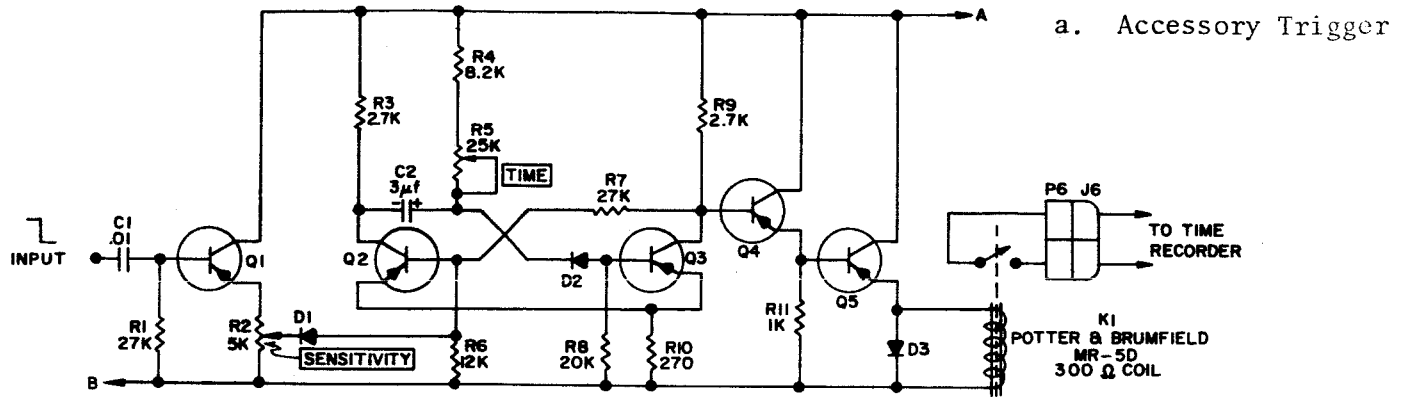 A
a. Accessory Trigger
R4
8.2K
R3
2.7K
R9
2.7K
R5
25K
TIME
C2
3µf
- +
R7
27K
P6 J6
C1
.01
INPUT
Q1
Q2
D2
Q3
Q4
Q5
TO TIME
RECORDER
R1
27K
R2
5K
D1
SENSITIVITY
R6
12K
R8
20K
R10
270
R11
1K
D3
K1
POTTER & BRUMFIELD
MR-5D
300 Ω COIL
B